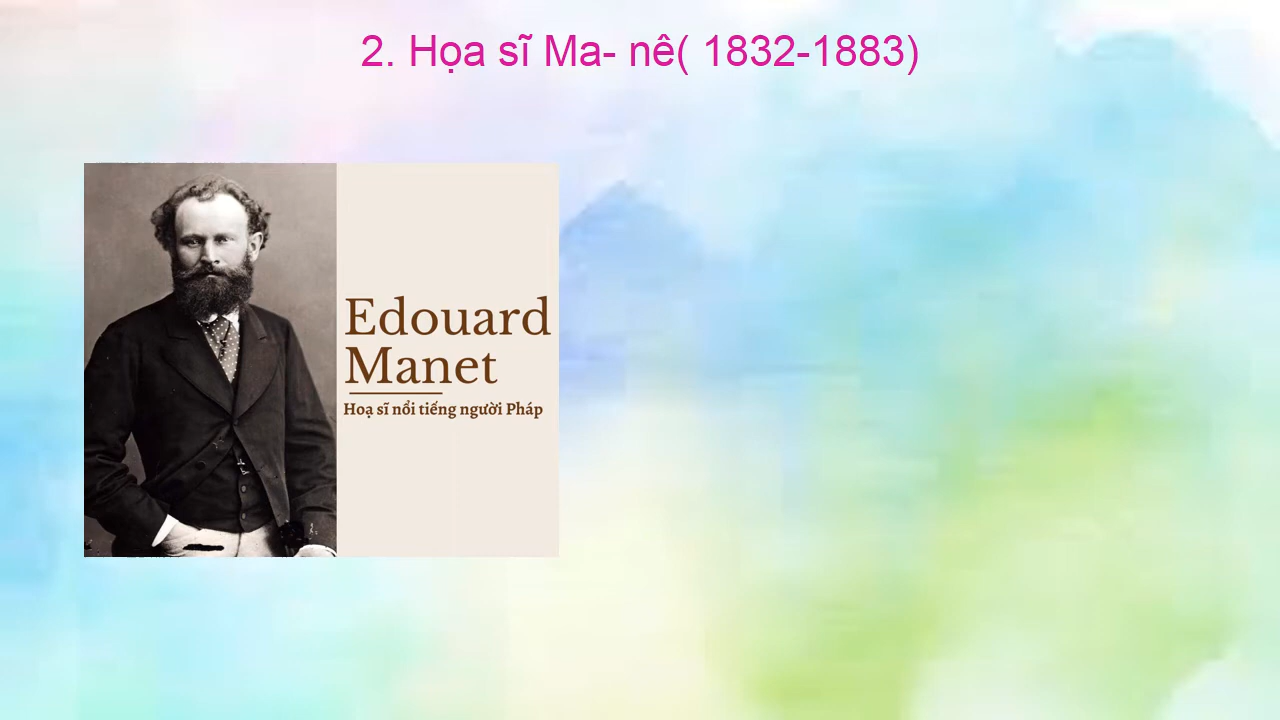 2. Họa sĩ Ma- nê( 1832-1883)
Edouard
Manet
Hoạ sĩ nổi tiếng người Pháp